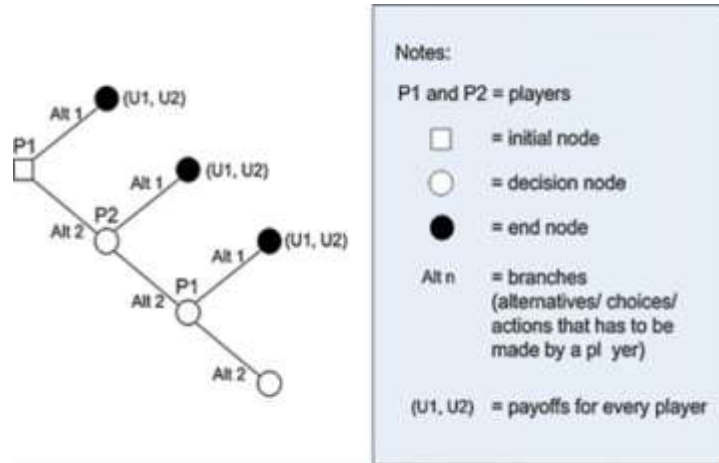 Notes:
P1 and P2 = players
= initial node
= decision node
= end node
Alt n = branches
(alternatives/ choices/
actions that has to be
made by a pl yer)
(U1, U2) = payoffs for every player
(U1, U2)
Alt 1
P1
(U1, U2)
Alt 1
Alt 2
P2
(U1, U2)
Alt 1
Alt 2
P1
Alt 2